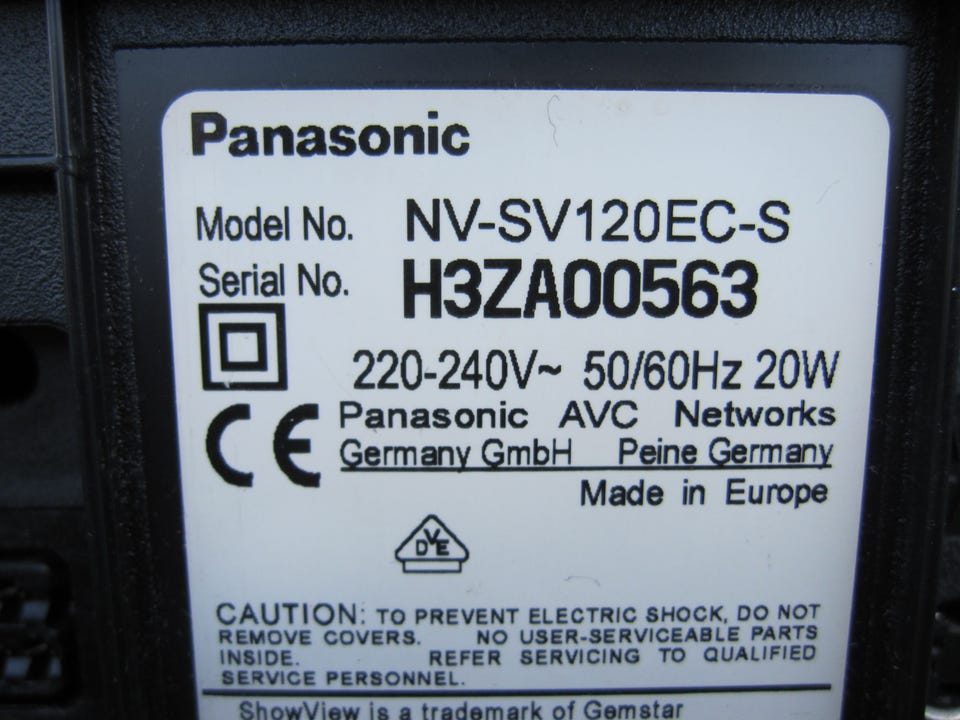 Panasonic
Model No. NV-SV120EC-S
Serial No. H3ZA00563
220-240V~ 50/60Hz 20W
CE Panasonic AVC Networks
Germany GmbH Peine Germany
Made in Europe
DVE
CAUTION: TO PREVENT ELECTRIC SHOCK, DO NOT
REMOVE COVERS. NO USER-SERVICEABLE PARTS
INSIDE. REFER SERVICING TO QUALIFIED
SERVICE PERSONNEL.
ShowView is a trademark of Gemstar